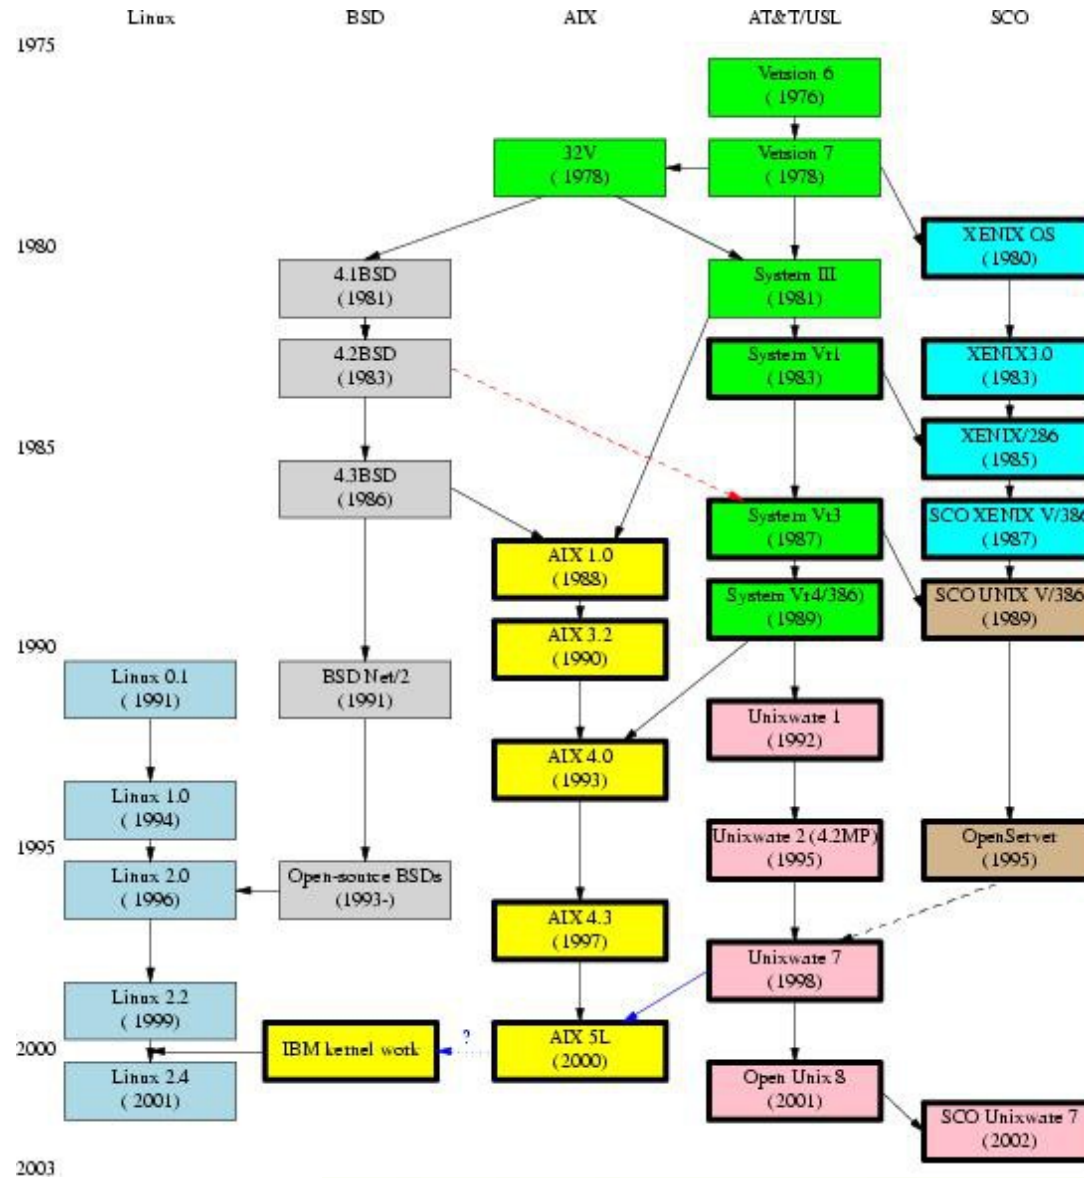 Linux BSD AIX AT&T/USL SCO
1975
Version 6
( 1976)
32V
( 1978)
Version 7
( 1978)
1980
XENIX OS
(1980)
4.1BSD
(1981)
System III
(1981)
4.2BSD
(1983)
System Vr1
(1983)
XENIX3.0
(1983)
1985
XENIX/286
(1985)
4.3BSD
(1986)
System Vr3
(1987)
SCO XENIX V/386
(1987)
AIX 1.0
(1988)
System Vr4/386)
(1989)
SCO UNIX V/386
(1989)
1990
AIX 3.2
(1990)
Linux 0.1
( 1991)
BSD Net/2
(1991)
Unixware 1
(1992)
AIX 4.0
(1993)
Linux 1.0
( 1994)
1995
Unixware 2 (4.2MP)
(1995)
OpenServer
(1995)
Linux 2.0
( 1996)
Open-source BSDs
(1993-)
AIX 4.3
(1997)
Unixware 7
(1998)
Linux 2.2
( 1999)
2000
IBM kernel work
?
AIX 5L
(2000)
Linux 2.4
( 2001)
Open Unix 8
(2001)
SCO Unixware 7
(2002)
2003